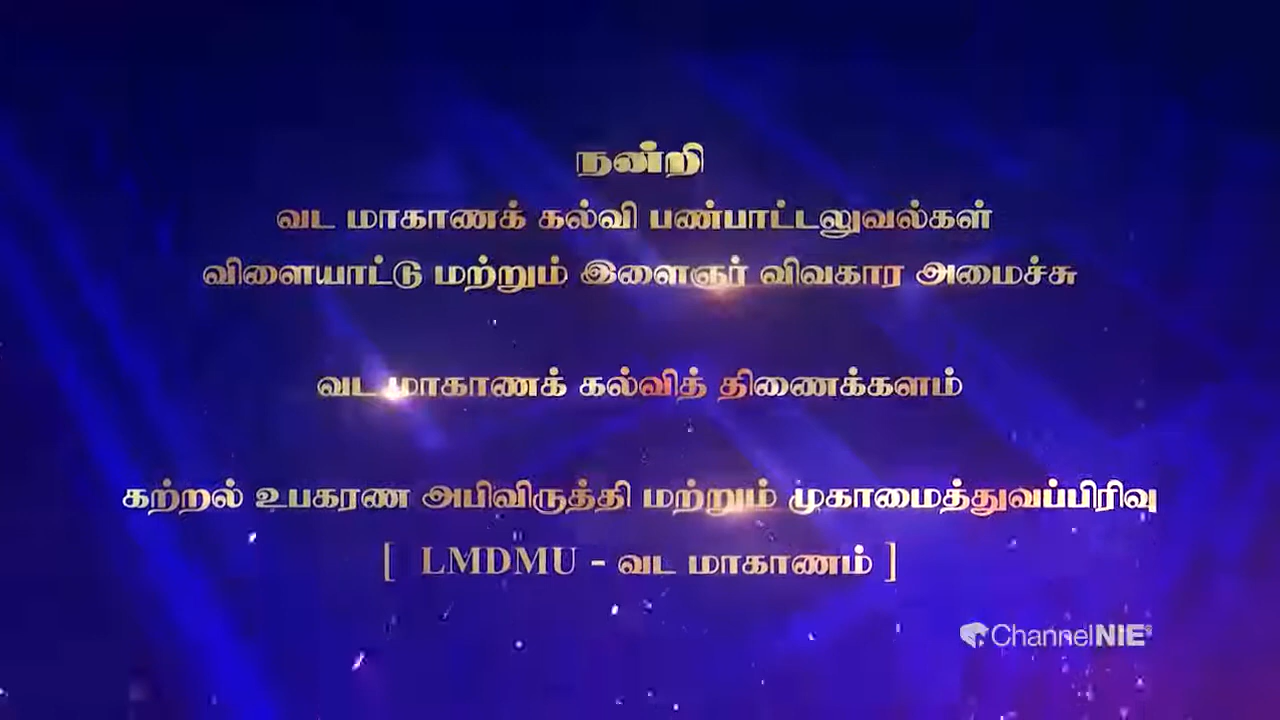 நன்றி
வட மாகாணக் கல்வி பண்பாட்டலுவல்கள்
விளையாட்டு மற்றும் இளைஞர் விவகார அமைச்சு
வட மாகாணக் கல்வித் திணைக்களம்
கற்றல் உபகரண அபிவிருத்தி மற்றும் முகாமைத்துவப்பிரிவு
[ LMDMU - வட மாகாணம் ]
ChannelNIE